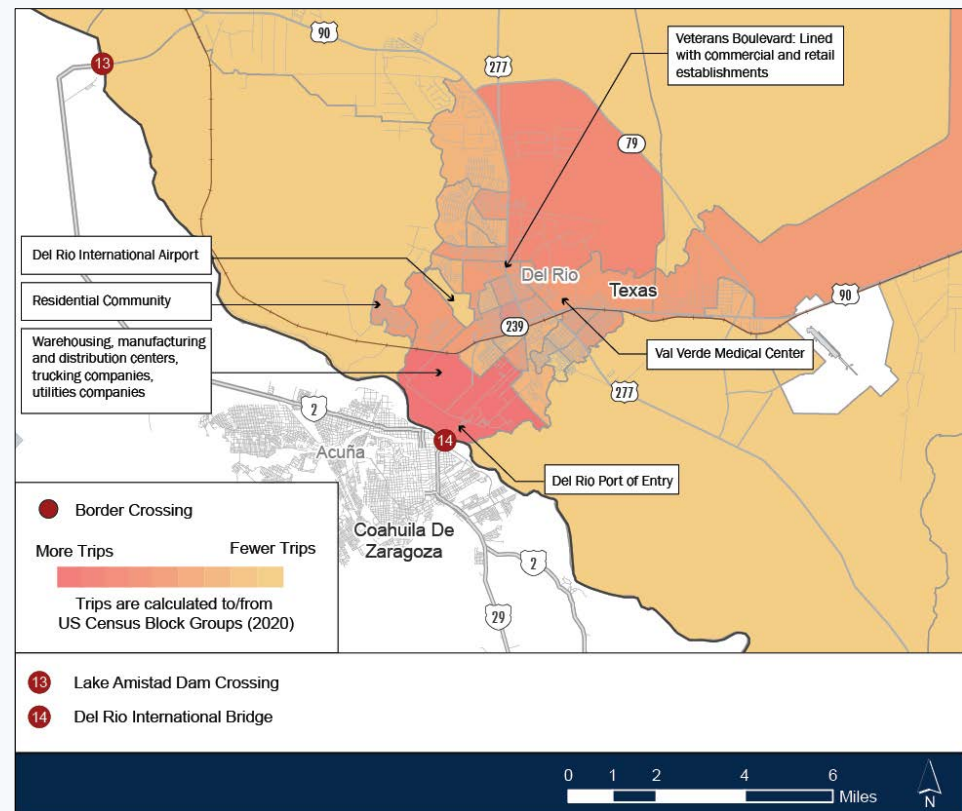 90
277
Veterans Boulevard: Lined
with commercial and retail
establishments
13
79
Del Rio International Airport
Residential Community
Warehousing, manufacturing
and distribution centers,
trucking companies,
utilities companies
Del Rio
Texas
90
239
Val Verde Medical Center
277
2
14
Acuña
Del Rio Port of Entry
Coahuila De
Zaragoza
2
29
Border Crossing
More Trips
Fewer Trips
Trips are calculated to/from
US Census Block Groups (2020)
13 Lake Amistad Dam Crossing
14 Del Rio International Bridge
0 1 2 4 6
Miles
N